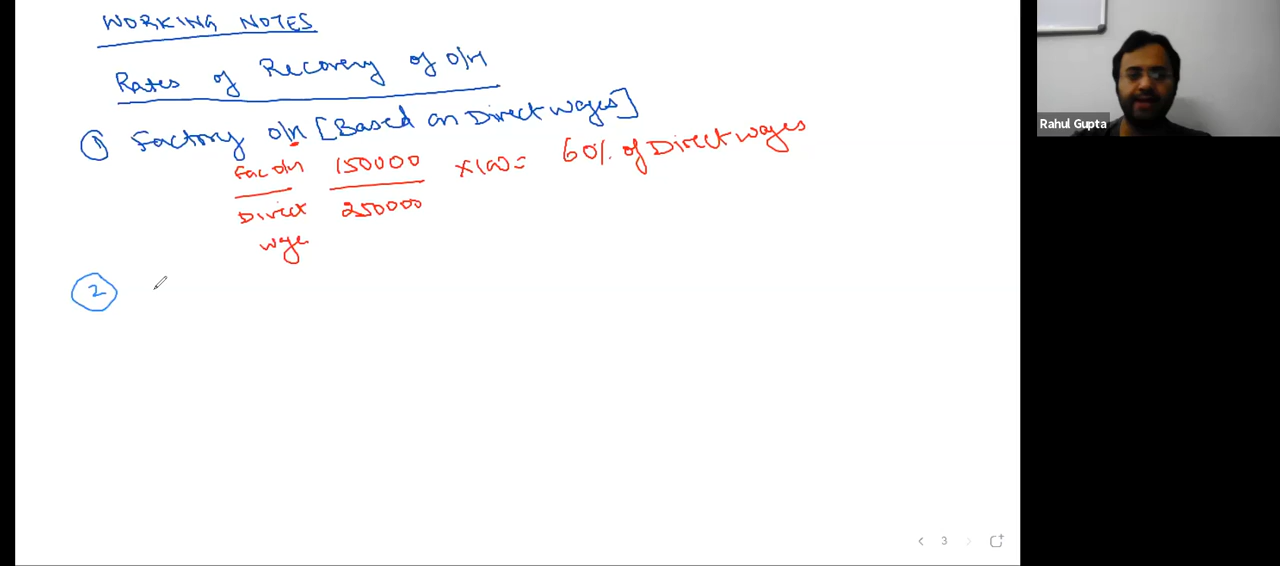 WORKING NOTES
Rates of Recovery of O/H
① Factory O/H [Based on Direct Wages]
Fac O/H 150000 x100= 60% of Direct Wages
Direct 250000
Wage
②
Rahul Gupta
3